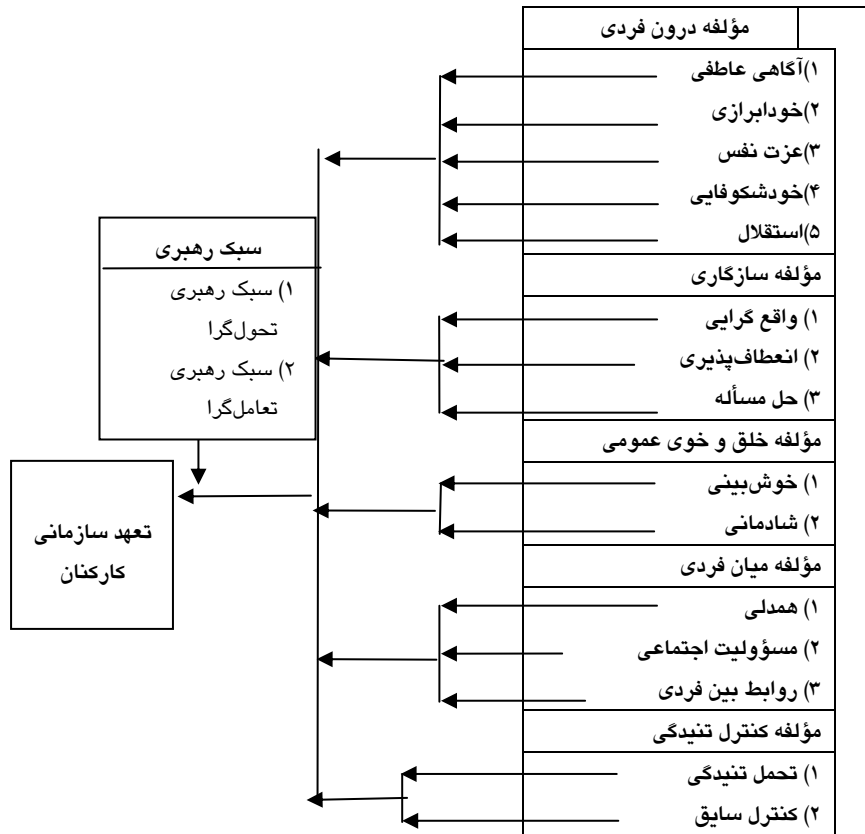 مؤلفه درون فردی
۱)آگاهی عاطفی
۲)خودابرازی
۳)عزت نفس
۴)خودشکوفایی
۵)استقلال
مؤلفه سازگاری
۱) واقع گرایی
۲) انعطاف‌پذیری
۳) حل مسأله
مؤلفه خلق و خوی عمومی
۱) خوش‌بینی
۲) شادمانی
مؤلفه میان فردی
۱) همدلی
۲) مسؤولیت اجتماعی
۳) روابط بین فردی
مؤلفه کنترل تنیدگی
۱) تحمل تنیدگی
۲) کنترل سایق
سبک رهبری
۱) سبک رهبری
تحول‌گرا
۲) سبک رهبری
تعامل‌گرا
تعهد سازمانی
کارکنان